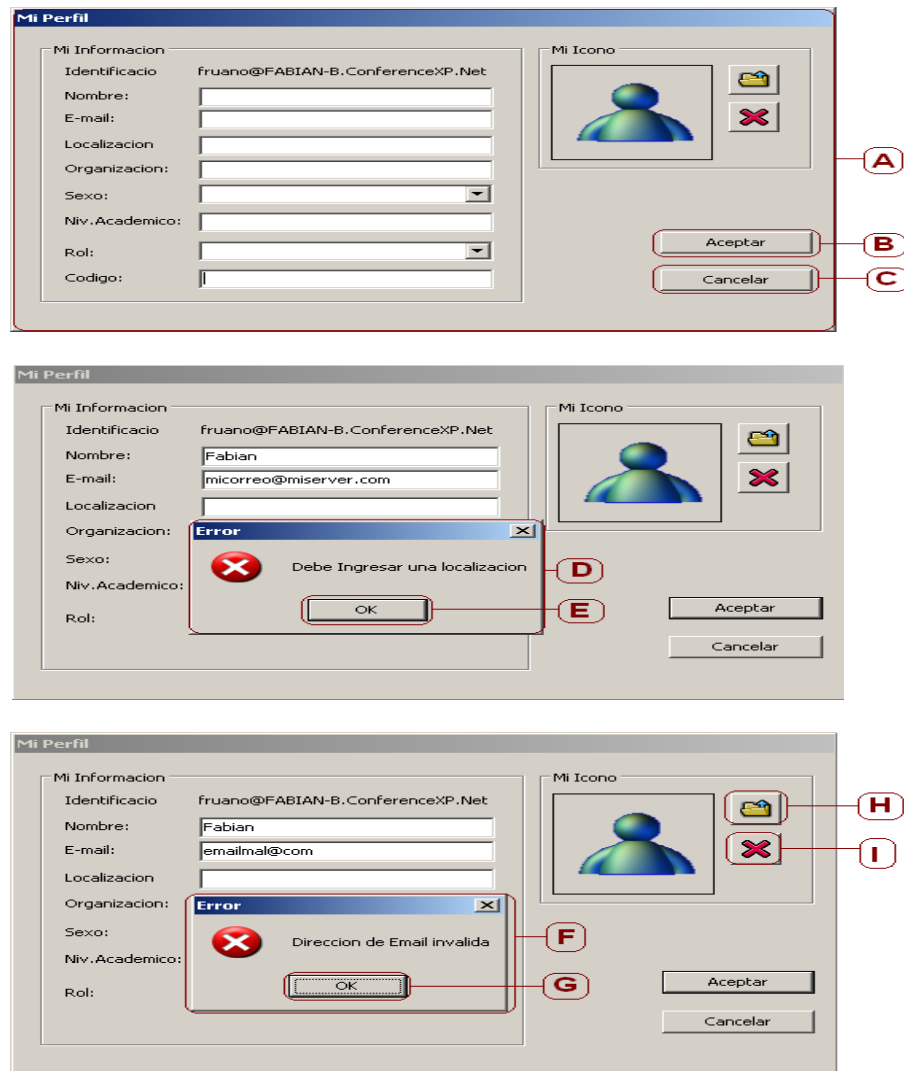 Mi Perfil
Mi Informacion
Mi Icono
Identificacio fruano@FABIAN-B.ConferenceXP.Net
Nombre:
E-mail:
Localizacion
A
Organizacion:
Sexo:
Niv.Academico:
Rol:
Aceptar B
Codigo:
Cancelar C
Mi Perfil
Mi Informacion
Mi Icono
Identificacio fruano@FABIAN-B.ConferenceXP.Net
Nombre: Fabian
E-mail: micorreo@miserver.com
Localizacion
Organizacion:
Error
Sexo:
Debe Ingresar una localizacion D
Niv.Academico:
OK E
Rol:
Aceptar
Cancelar
Mi Perfil
Mi Informacion
Mi Icono
Identificacio fruano@FABIAN-B.ConferenceXP.Net
H
Nombre: Fabian
E-mail: emailmal@com
I
Localizacion
Organizacion:
Error
Sexo:
Direccion de Email invalida F
Niv.Academico:
OK G
Rol:
Aceptar
Cancelar